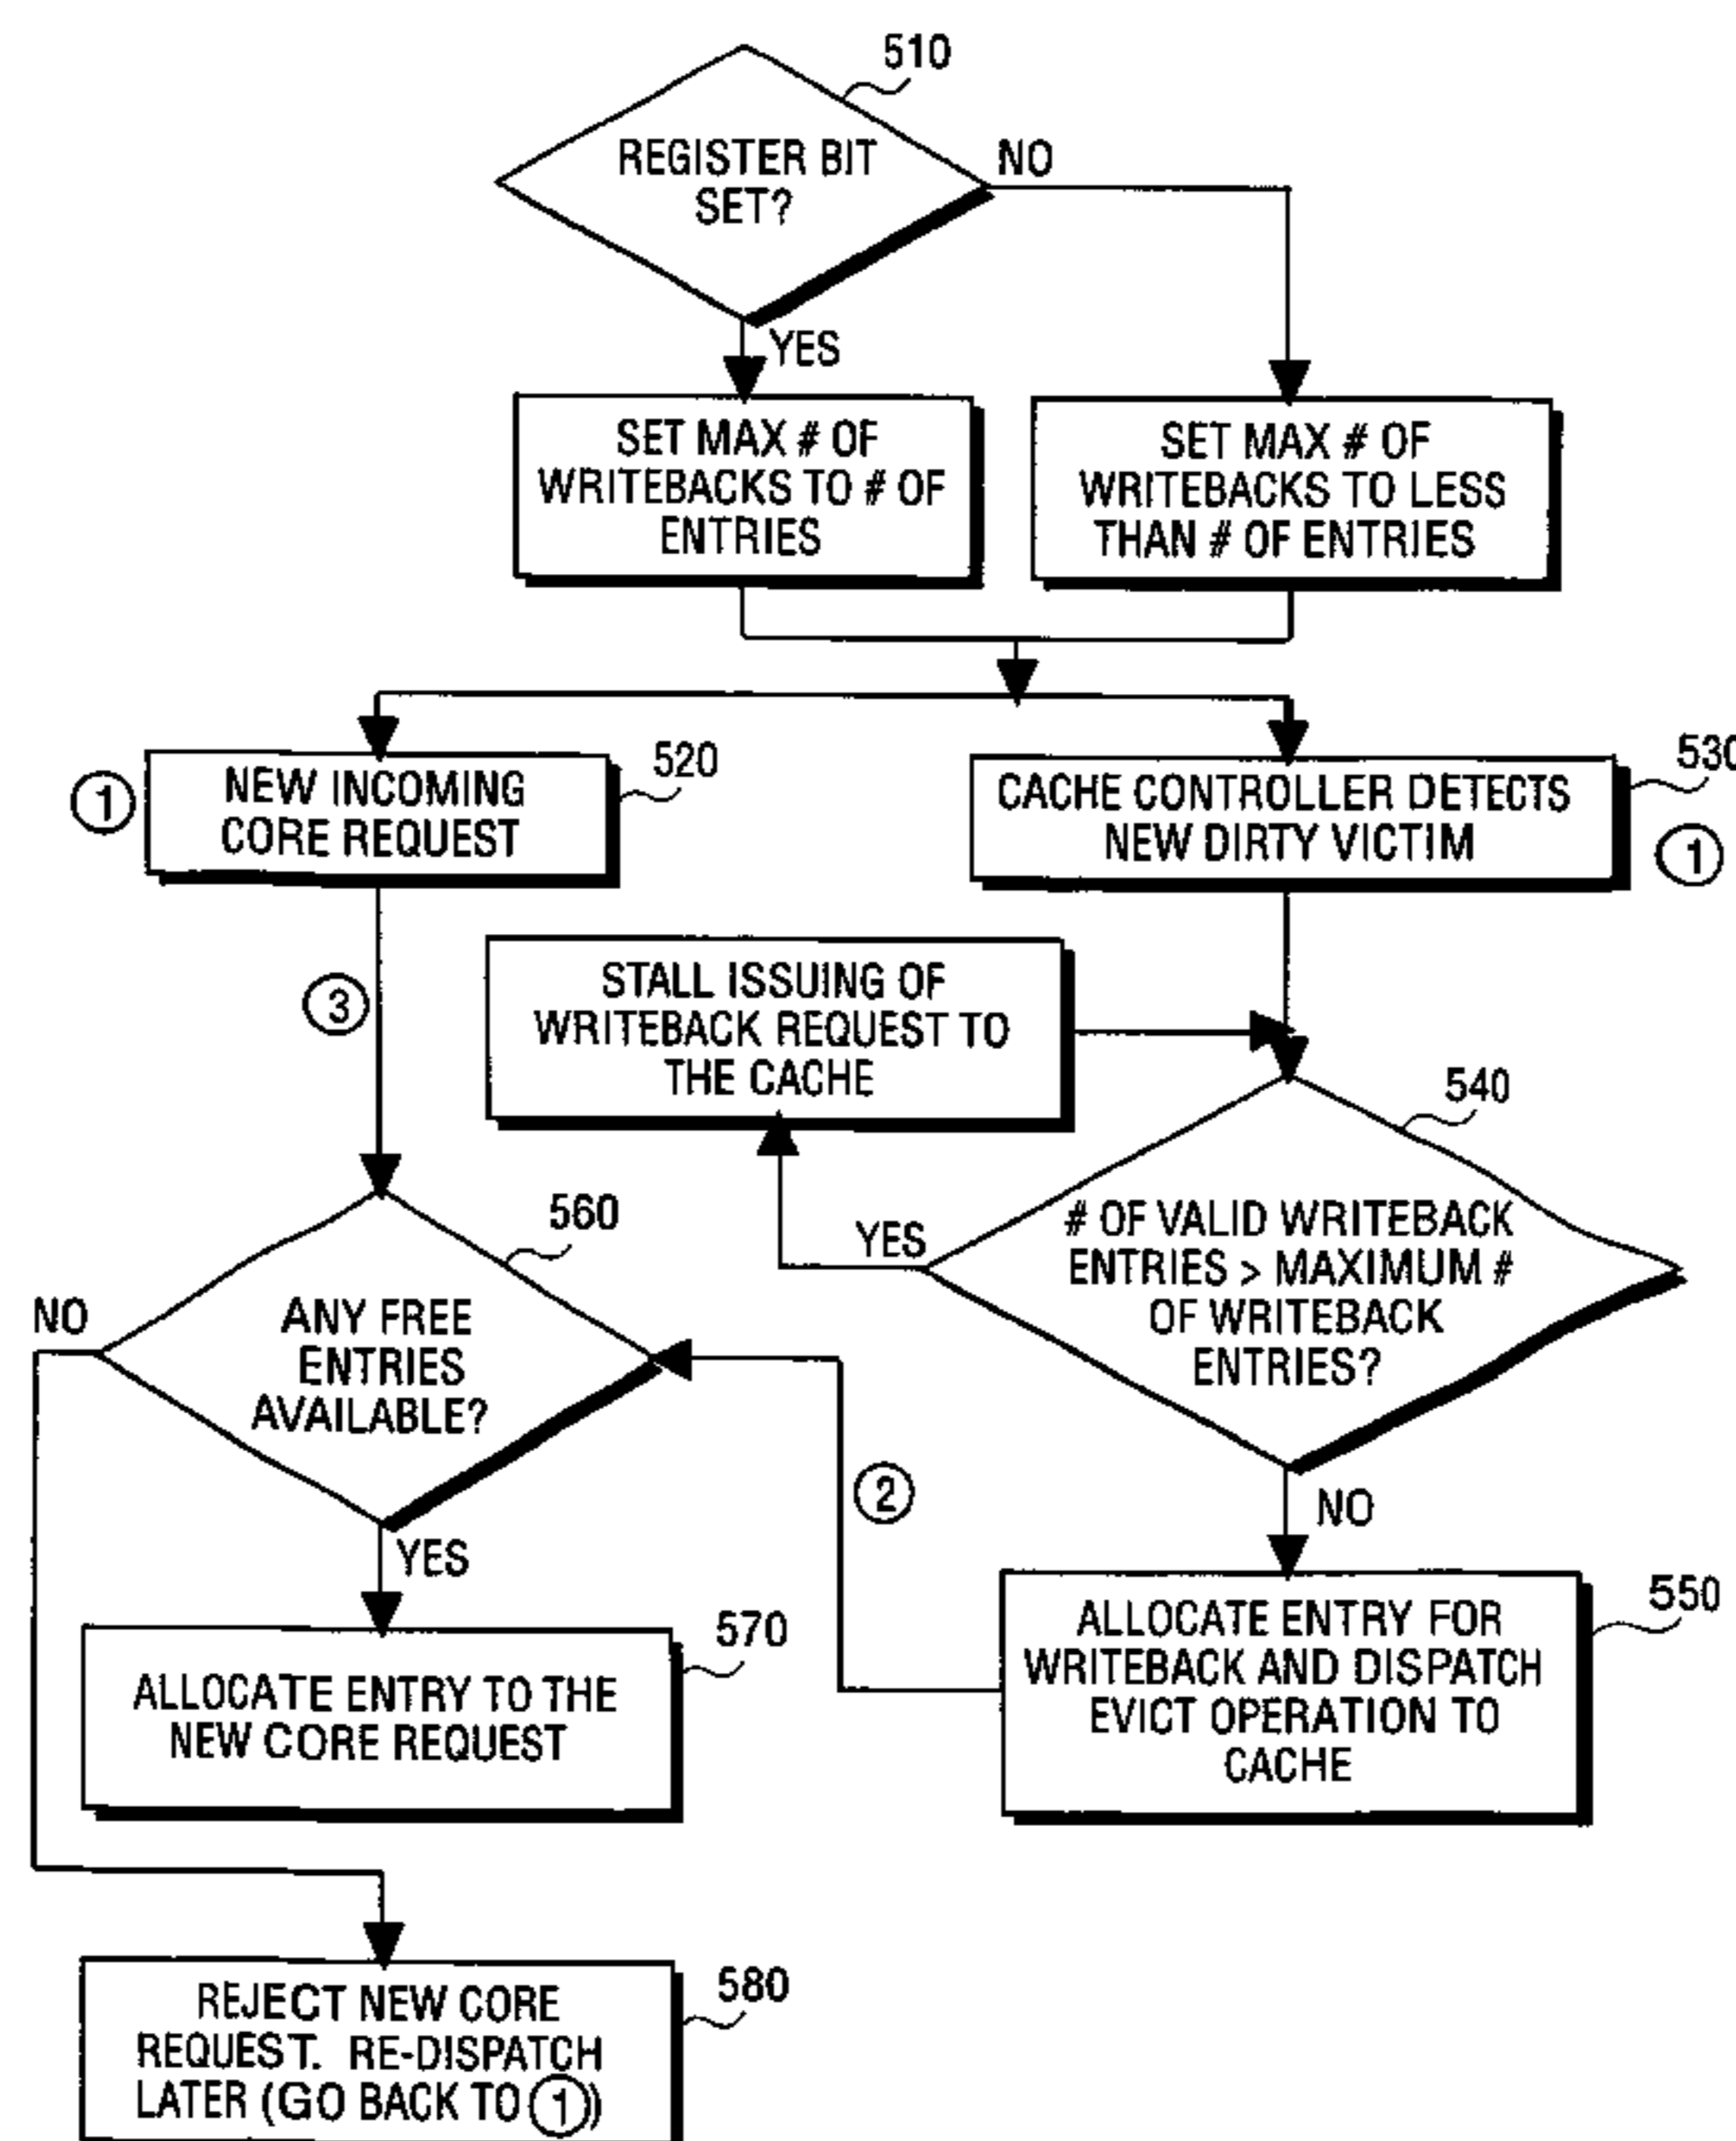 510
REGISTER BIT
SET?
NO
YES
SET MAX # OF
WRITEBACKS TO # OF
ENTRIES
SET MAX # OF
WRITEBACKS TO LESS
THAN # OF ENTRIES
1
NEW INCOMING
CORE REQUEST
520
CACHE CONTROLLER DETECTS
NEW DIRTY VICTIM
530
1
3
STALL ISSUING OF
WRITEBACK REQUEST TO
THE CACHE
540
# OF VALID WRITEBACK
ENTRIES > MAXIMUM #
OF WRITEBACK
ENTRIES?
YES
NO
560
ANY FREE
ENTRIES
AVAILABLE?
NO
YES
2
550
ALLOCATE ENTRY FOR
WRITEBACK AND DISPATCH
EVICT OPERATION TO
CACHE
570
ALLOCATE ENTRY TO THE
NEW CORE REQUEST
580
REJECT NEW CORE
REQUEST. RE-DISPATCH
LATER (GO BACK TO 1)